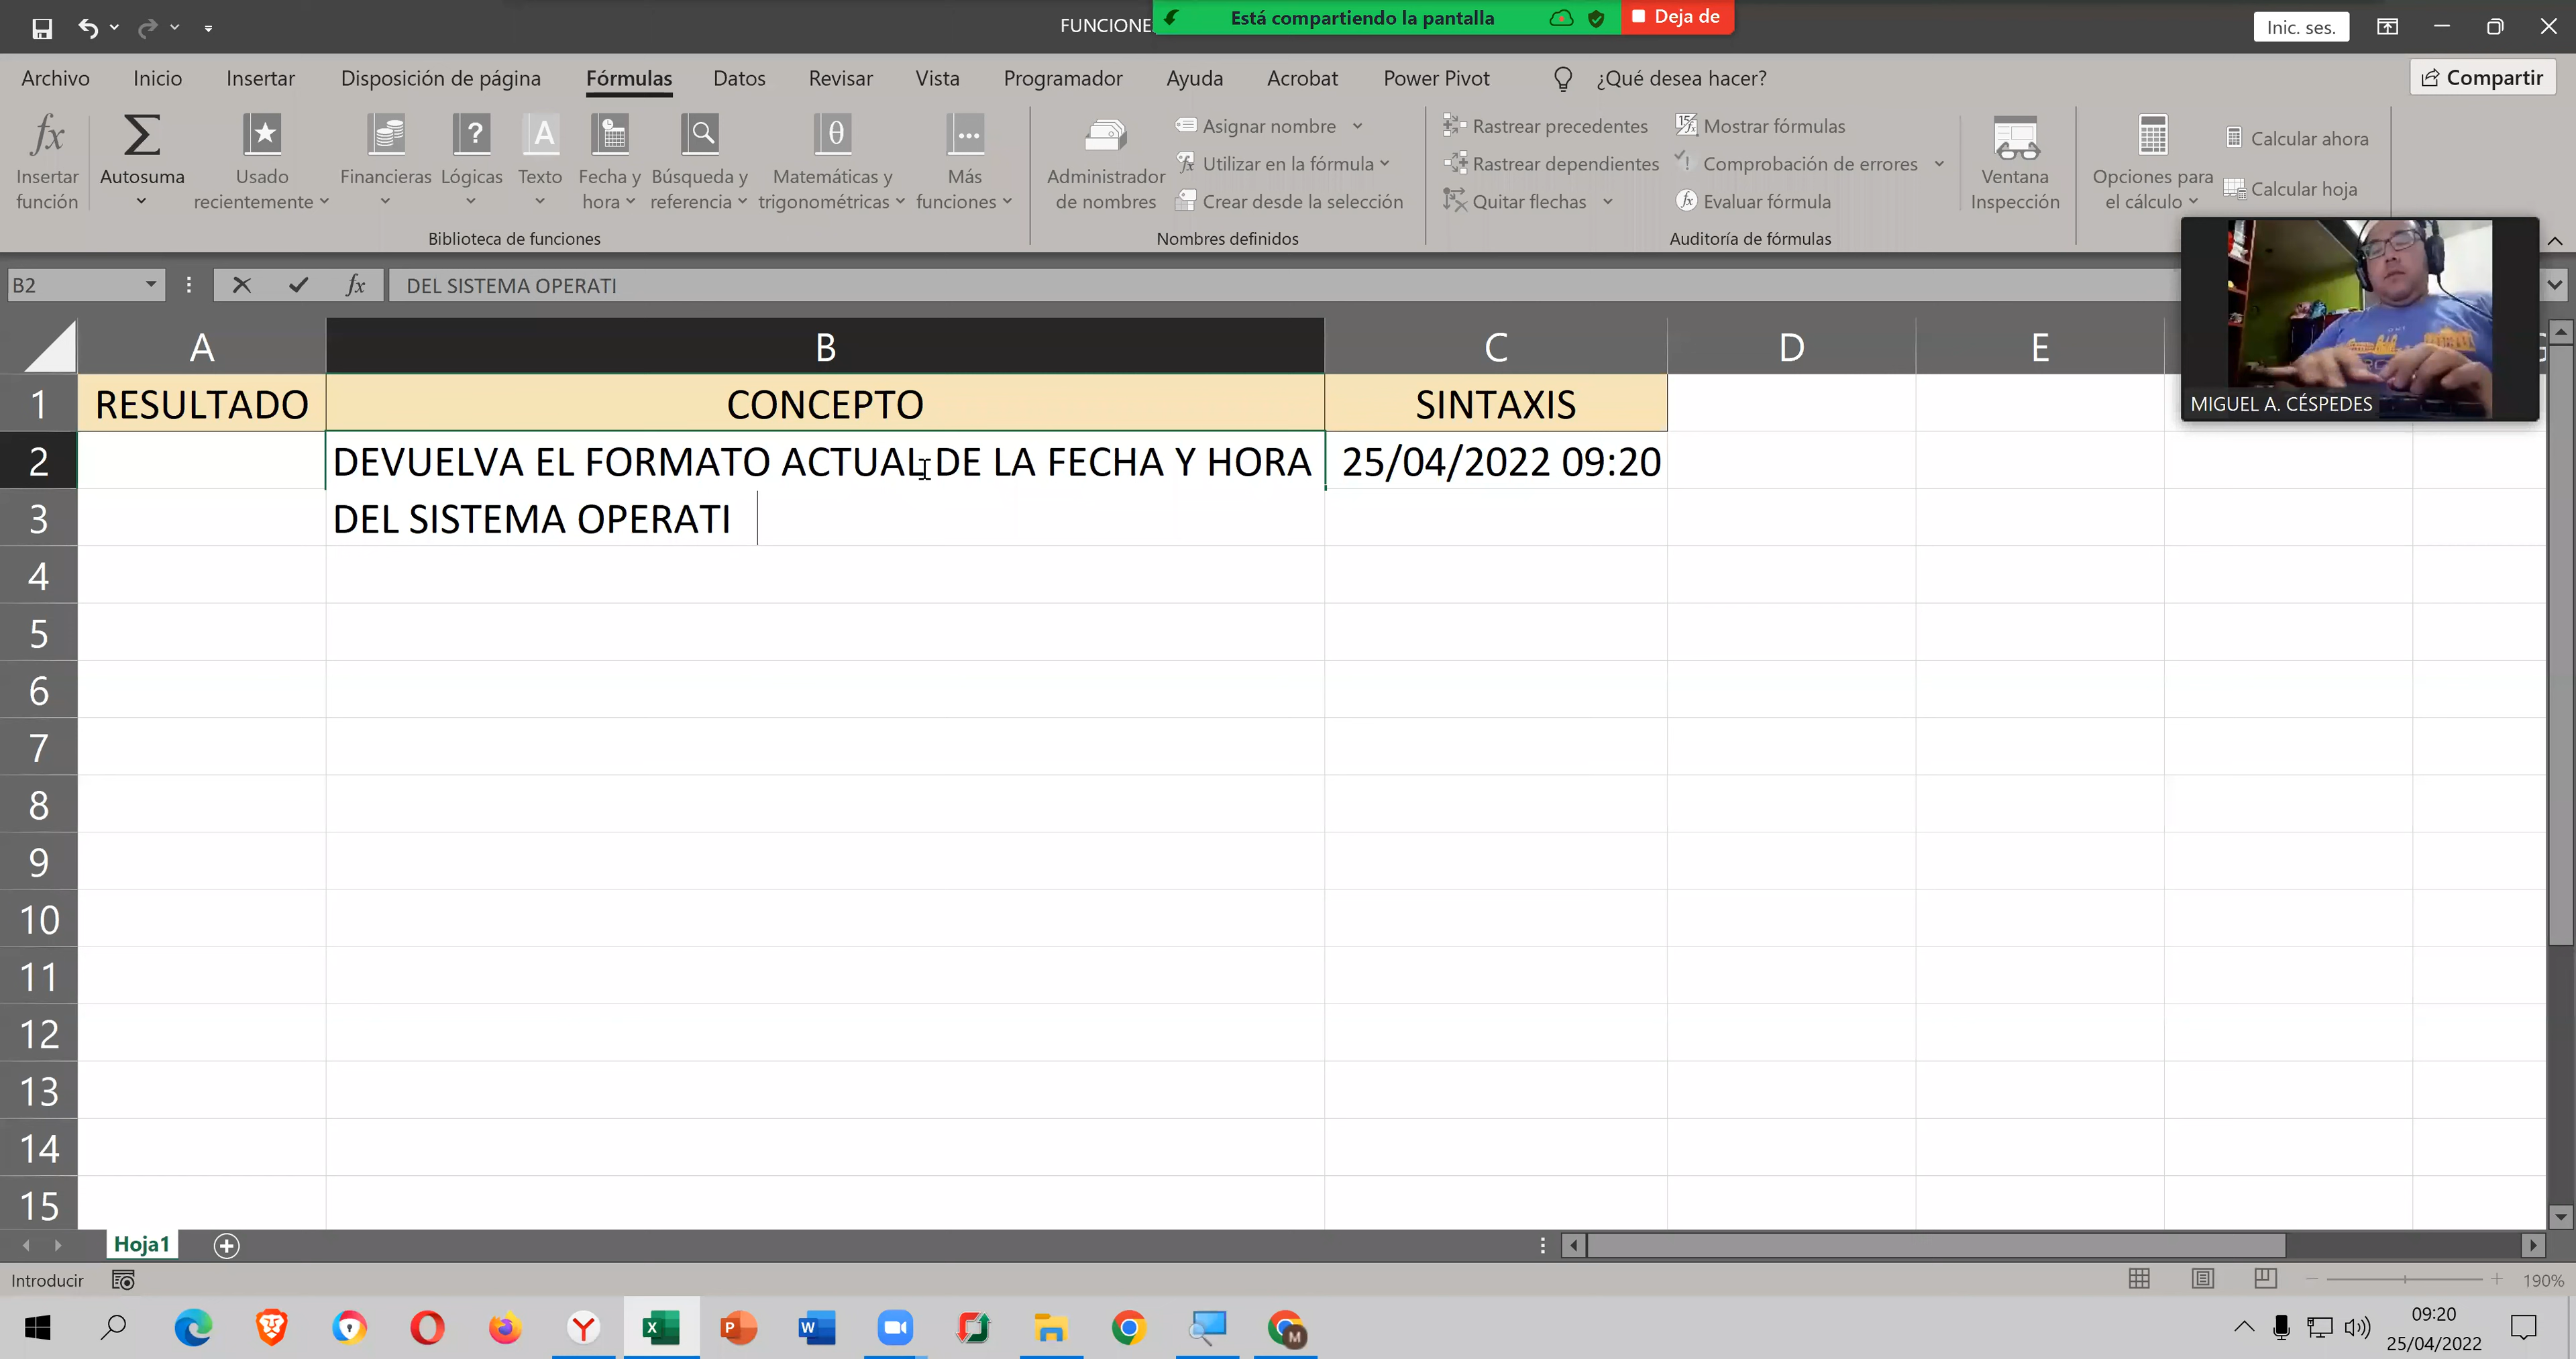 FUNCIONE
Está compartiendo la pantalla
Deja de
Inic. ses.
Archivo Inicio Insertar Disposición de página Fórmulas Datos Revisar Vista Programador Ayuda Acrobat Power Pivot ¿Qué desea hacer? Compartir
Insertar función
Autosuma
Usado recientemente
Financieras
Lógicas
Texto
Fecha y hora
Búsqueda y referencia
Matemáticas y trigonométricas
Más funciones
Biblioteca de funciones
Administrador de nombres
Asignar nombre
Utilizar en la fórmula
Crear desde la selección
Nombres definidos
Rastrear precedentes
Rastrear dependientes
Quitar flechas
Mostrar fórmulas
Comprobación de errores
Evaluar fórmula
Auditoría de fórmulas
Ventana Inspección
Opciones para el cálculo
Calcular ahora
Calcular hoja
MIGUEL A. CÉSPEDES
B2 fx DEL SISTEMA OPERATI
A B C D E
1 RESULTADO CONCEPTO SINTAXIS
2 DEVUELVA EL FORMATO ACTUAL DE LA FECHA Y HORA 25/04/2022 09:20
3 DEL SISTEMA OPERATI
4
5
6
7
8
9
10
11
12
13
14
15
Hoja1
Introducir
190%
09:20
25/04/2022